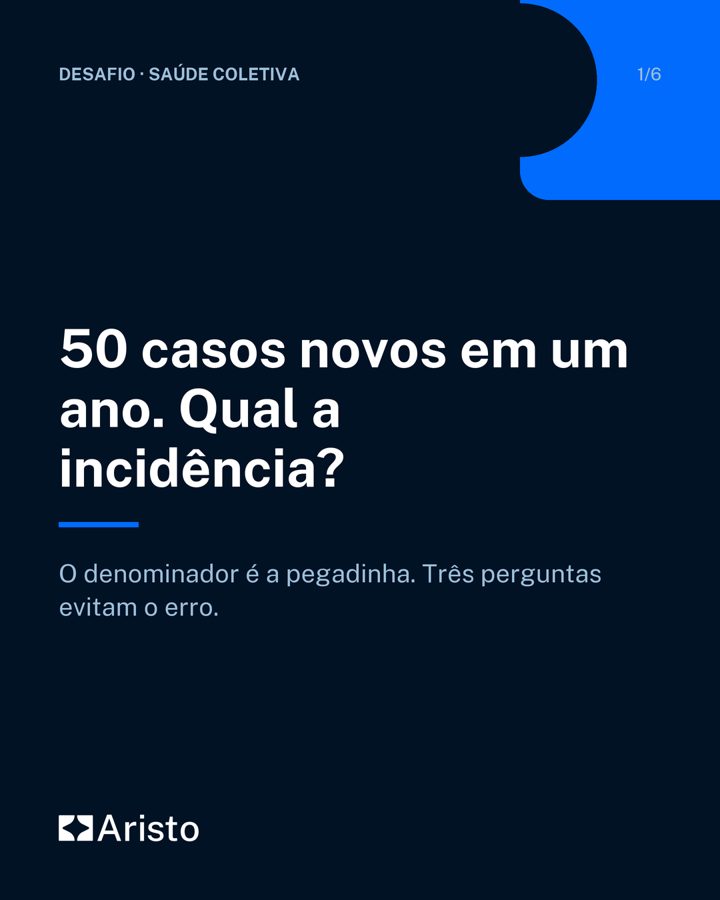 DESAFIO · SAÚDE COLETIVA
1/6
50 casos novos em um
ano. Qual a
incidência?
O denominador é a pegadinha. Três perguntas
evitam o erro.
Aristo